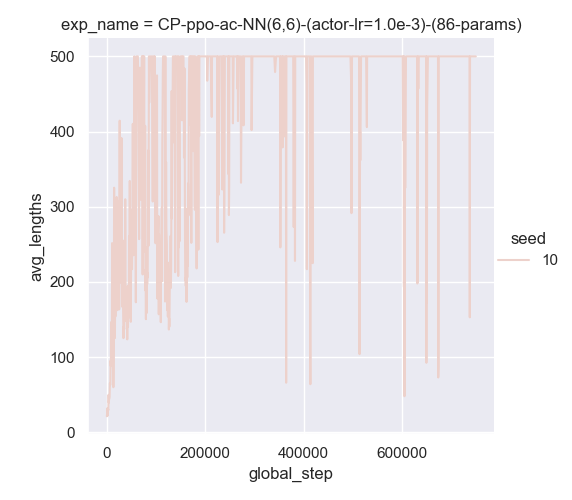 exp_name = CP-ppo-ac-NN(6,6)-(actor-lr=1.0e-3)-(86-params)
500
400
300
200
100
0
avg_lengths
0 200000 400000 600000
global_step
seed
10